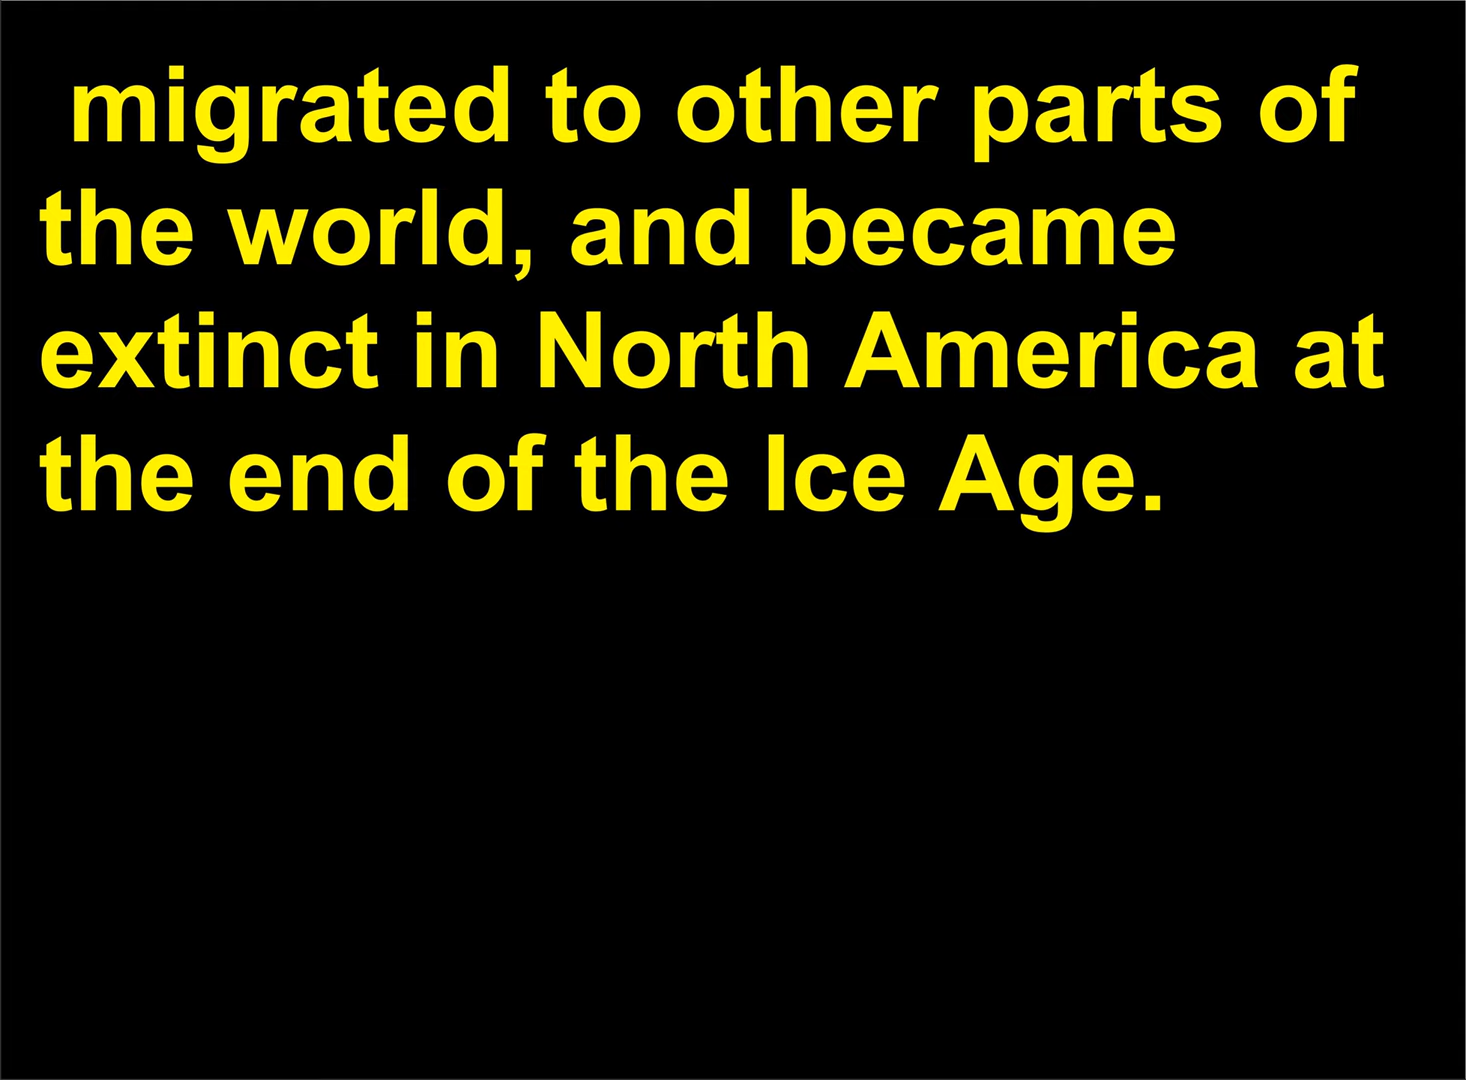 migrated to other parts of
the world, and became
extinct in North America at
the end of the Ice Age.